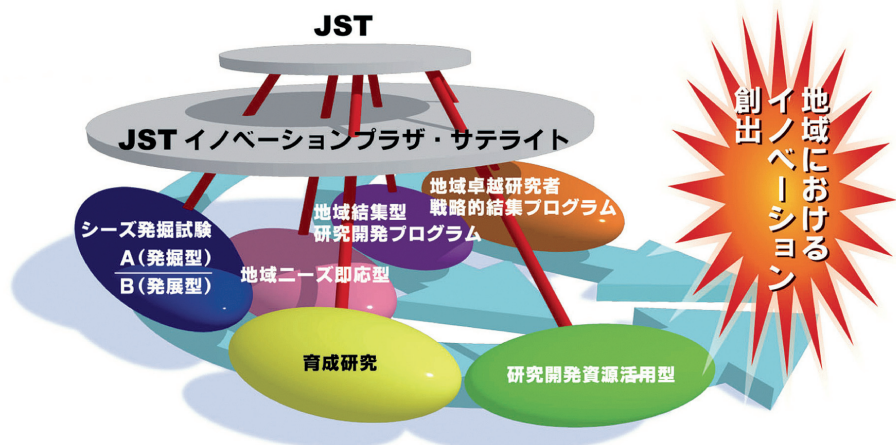 JST
JST イノベーションプラザ・サテライト
シーズ発掘試験
A（発掘型）
B（発展型）
地域ニーズ即応型
地域結集型
研究開発プログラム
地域卓越研究者
戦略的結集プログラム
育成研究
研究開発資源活用型
地域における
イノベーション
創出